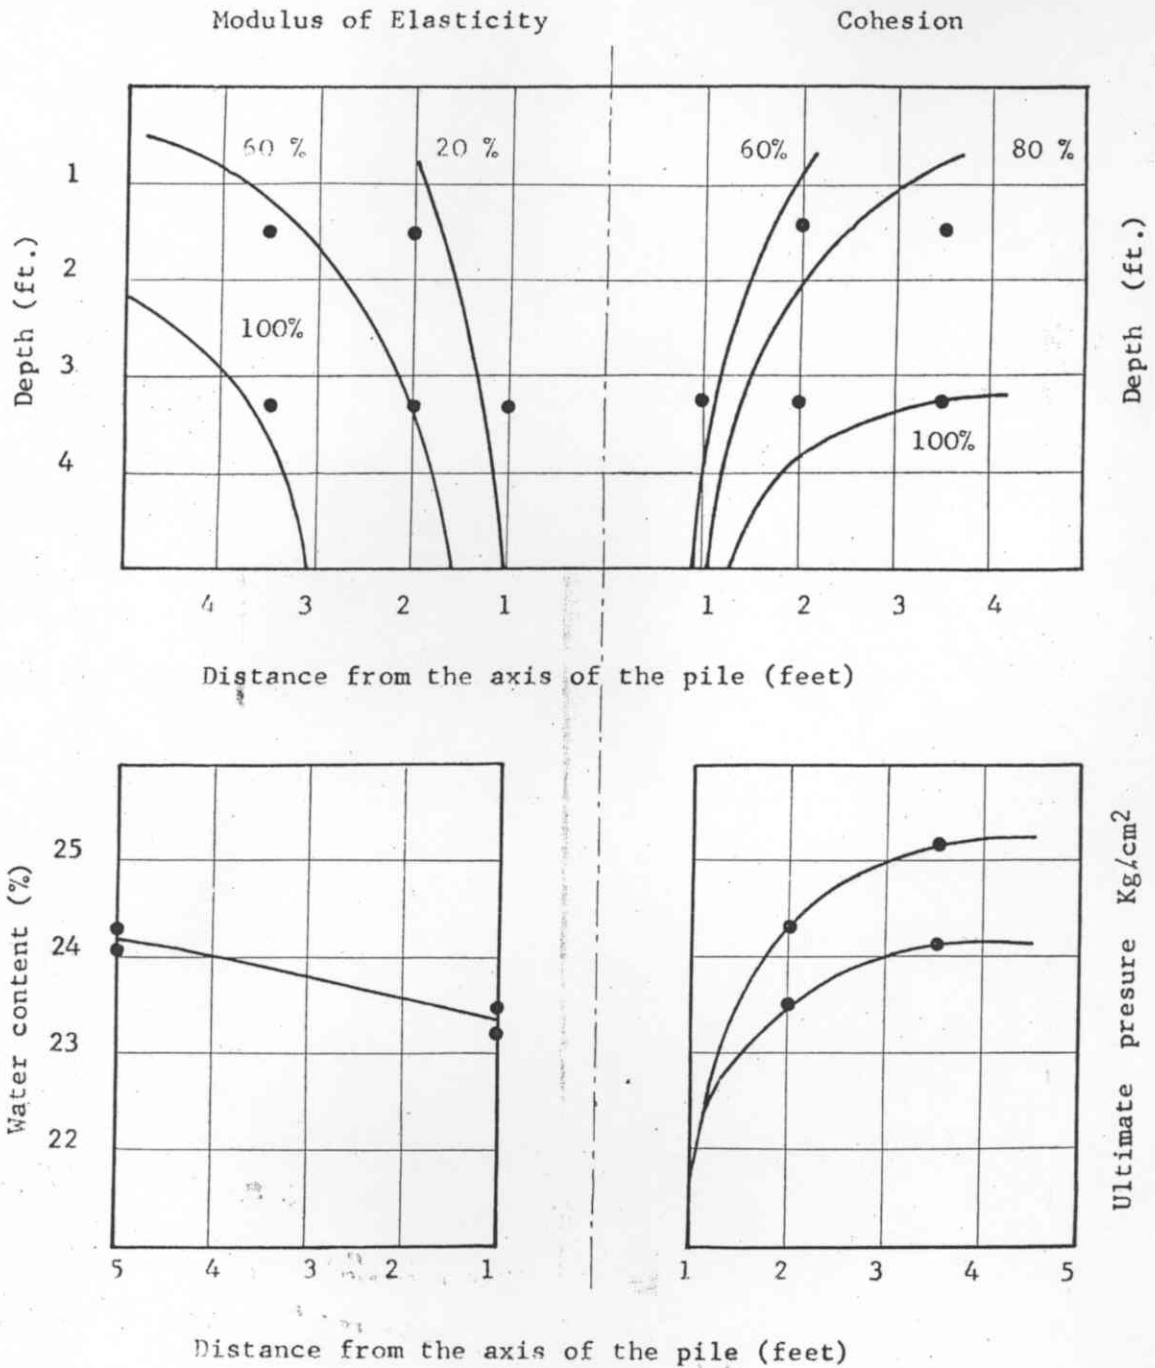 Modulus of Elasticity
Cohesion
60 %
20 %
60%
80 %
100%
100%
1
2
3
4
Depth (ft.)
Depth (ft.)
4 3 2 1
1 2 3 4
Distance from the axis of the pile (feet)
25
24
23
22
Water content (%)
Ultimate presure Kg/cm2
5 4 3 2 1
1 2 3 4 5
Distance from the axis of the pile (feet)